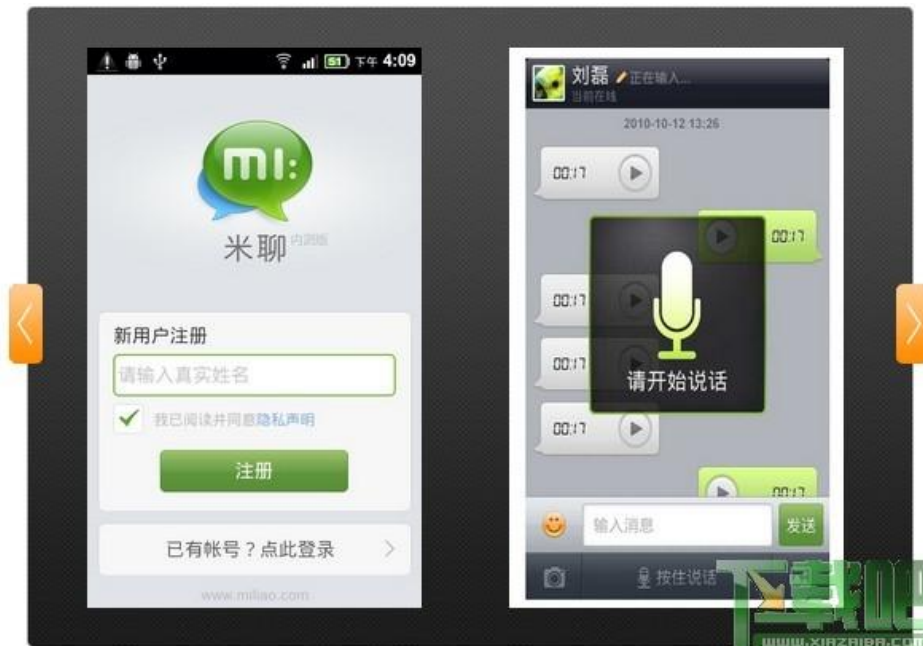 下午 4:09
mi:
米聊 内测版
新用户注册
请输入真实姓名
我已阅读并同意隐私声明
注册
已有帐号？点此登录
www.miliao.com
刘磊 正在输入...
当前在线
2010-10-12 13:26
00:17
00:17
00:17
00:17
请开始说话
00:17
00:17
输入消息
发送
按住说话
下载吧
www.xiazaiba.com